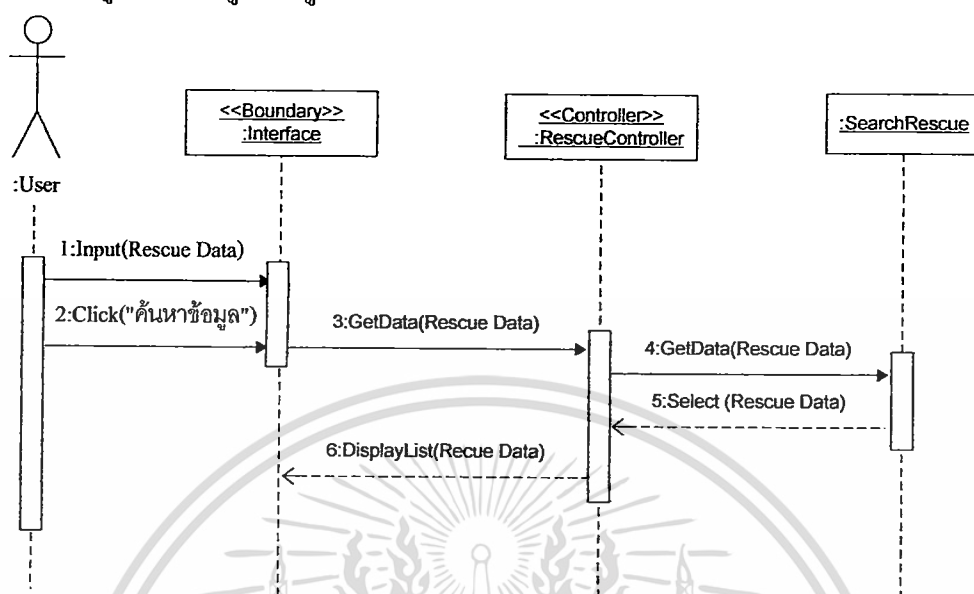 <<Boundary>>
:Interface
<<Controller>>
:RescueController
:SearchRescue
:User
1:Input(Rescue Data)
2:Click("ค้นหาข้อมูล")
3:GetData(Rescue Data)
4:GetData(Rescue Data)
5:Select (Rescue Data)
6:DisplayList(Recue Data)